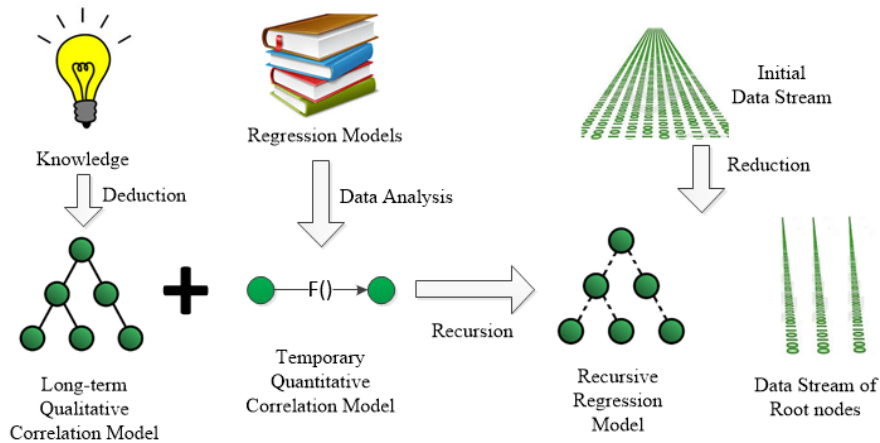 Knowledge
Deduction
Long-term
Qualitative
Correlation Model
Regression Models
Data Analysis
F()
Temporary
Quantitative
Correlation Model
Recursion
Initial
Data Stream
Reduction
Recursive
Regression
Model
Data Stream of
Root nodes